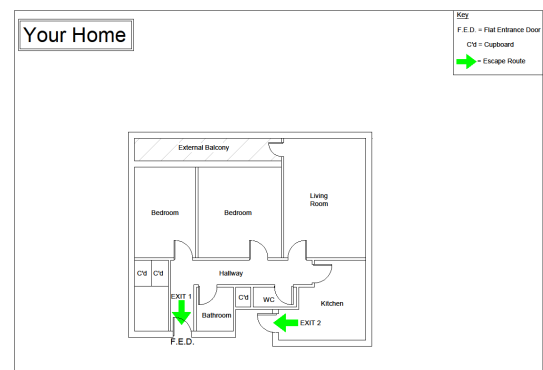 Your Home
Key
F.E.D. = Flat Entrance Door
C'd = Cupboard
= Escape Route
External Balcony
Living
Room
Bedroom
Bedroom
C'd
C'd
Hallway
EXIT 1
C'd
WC
Kitchen
Bathroom
EXIT 2
F.E.D.